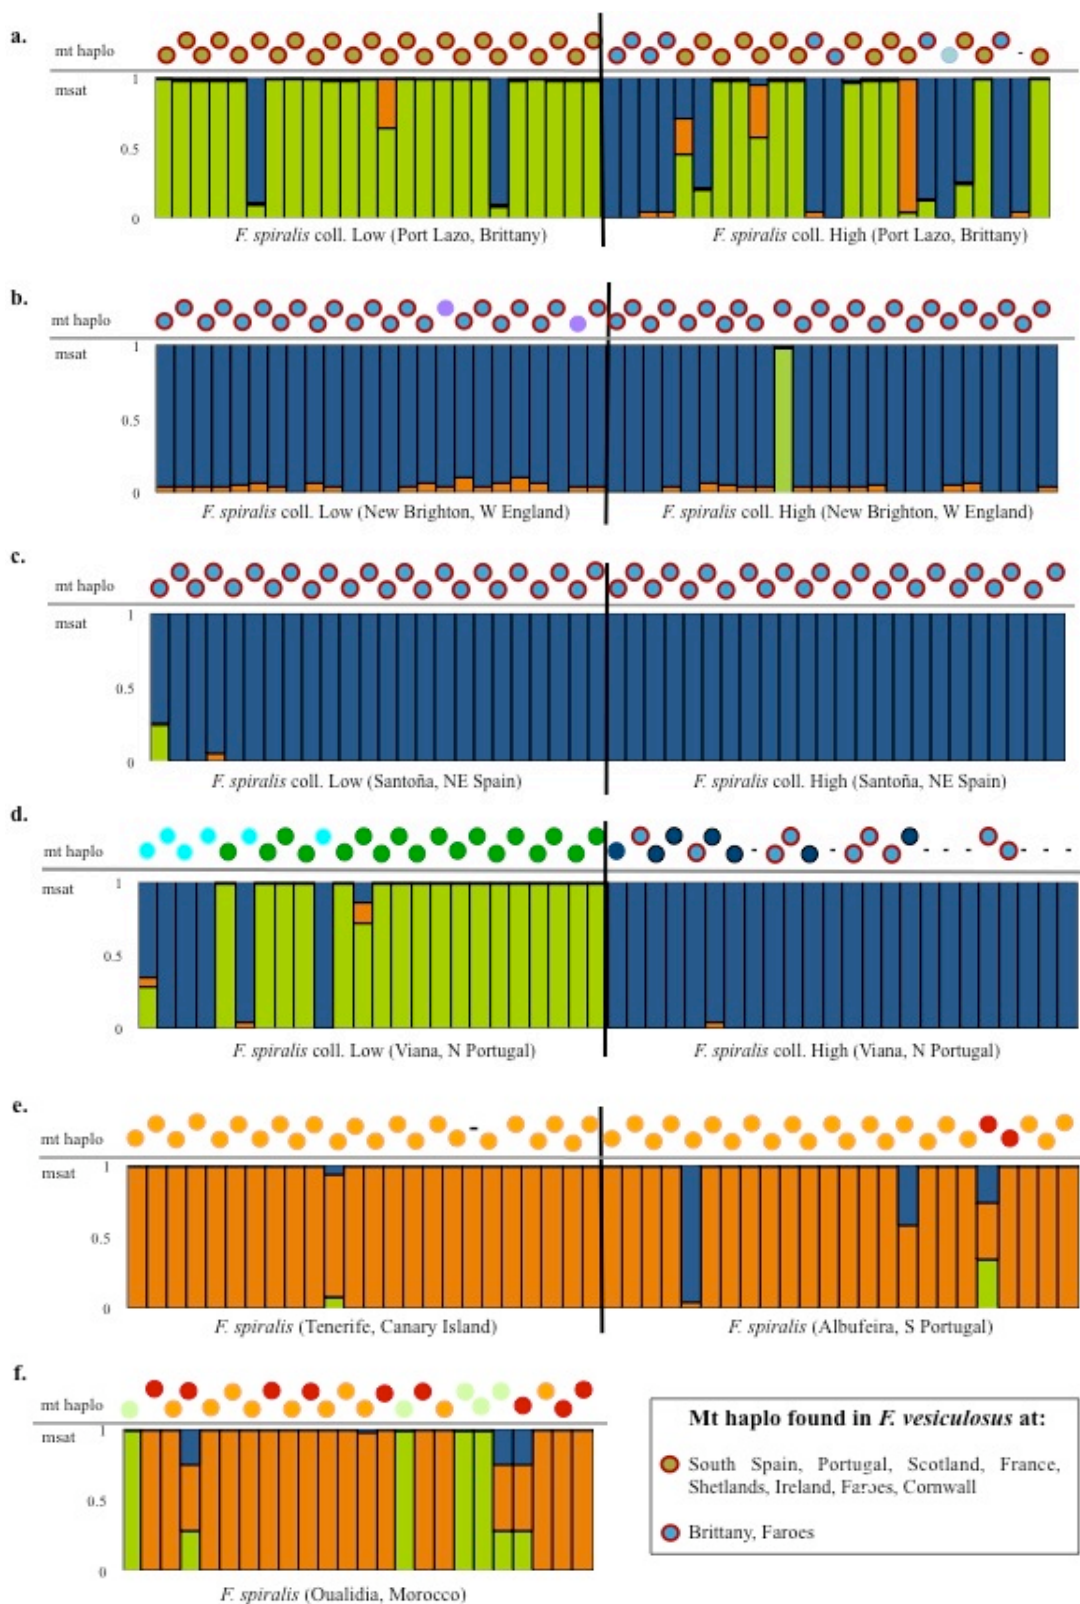 a.
mt haplo
msat
1
0.5
0
F. spiralis coll. Low (Port Lazo, Brittany)
F. spiralis coll. High (Port Lazo, Brittany)
b.
mt haplo
msat
1
0.5
0
F. spiralis coll. Low (New Brighton, W England)
F. spiralis coll. High (New Brighton, W England)
c.
mt haplo
msat
1
0.5
0
F. spiralis coll. Low (Santoña, NE Spain)
F. spiralis coll. High (Santoña, NE Spain)
d.
mt haplo
msat
1
0.5
0
F. spiralis coll. Low (Viana, N Portugal)
F. spiralis coll. High (Viana, N Portugal)
e.
mt haplo
msat
1
0.5
0
F. spiralis (Tenerife, Canary Island)
F. spiralis (Albufeira, S Portugal)
f.
mt haplo
msat
1
0.5
0
F. spiralis (Oualidia, Morocco)
Mt haplo found in F. vesiculosus at:
South Spain, Portugal, Scotland, France,
Shetlands, Ireland, Faroes, Cornwall
Brittany, Faroes